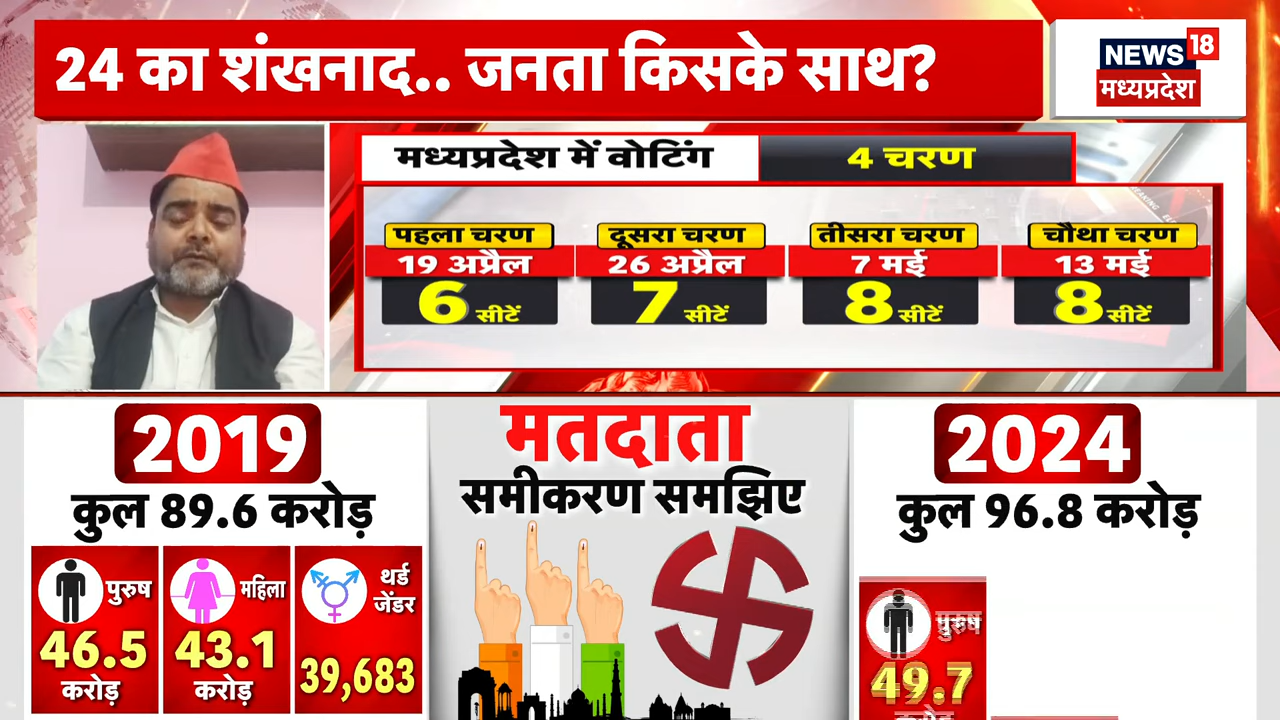 24 का शंखनाद.. जनता किसके साथ?
NEWS 18
मध्यप्रदेश
मध्यप्रदेश में वोटिंग
4 चरण
पहला चरण
19 अप्रैल
6 सीटें
दूसरा चरण
26 अप्रैल
7 सीटें
तीसरा चरण
7 मई
8 सीटें
चौथा चरण
13 मई
8 सीटें
2019
कुल 89.6 करोड़
पुरुष
46.5
करोड़
महिला
43.1
करोड़
थर्ड
जेंडर
39,683
मतदाता
समीकरण समझिए
2024
कुल 96.8 करोड़
पुरुष
49.7
करोड़